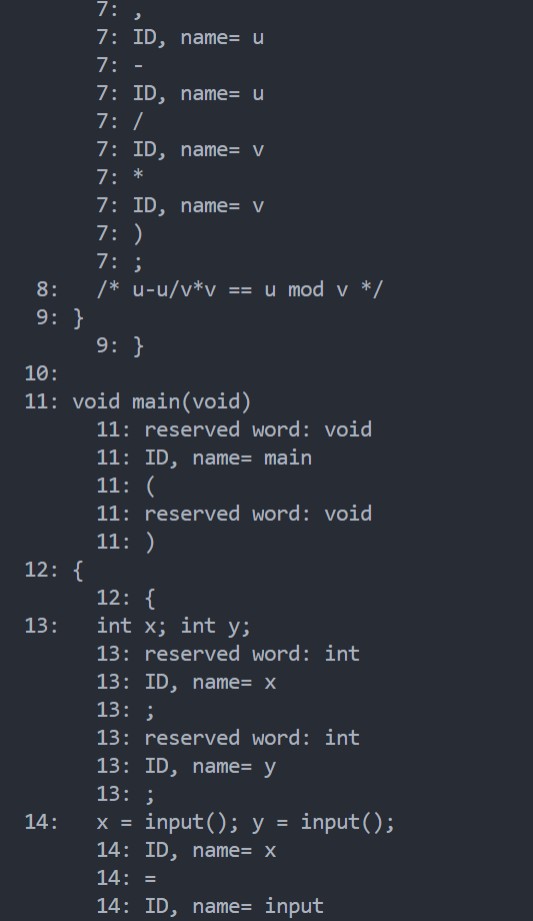 7: ,
7: ID, name= u
7: -
7: ID, name= u
7: /
7: ID, name= v
7: *
7: ID, name= v
7: )
7: ;
8: /* u-u/v*v == u mod v */
9: }
9: }
10:
11: void main(void)
11: reserved word: void
11: ID, name= main
11: (
11: reserved word: void
11: )
12: {
12: {
13: int x; int y;
13: reserved word: int
13: ID, name= x
13: ;
13: reserved word: int
13: ID, name= y
13: ;
14: x = input(); y = input();
14: ID, name= x
14: =
14: ID, name= input